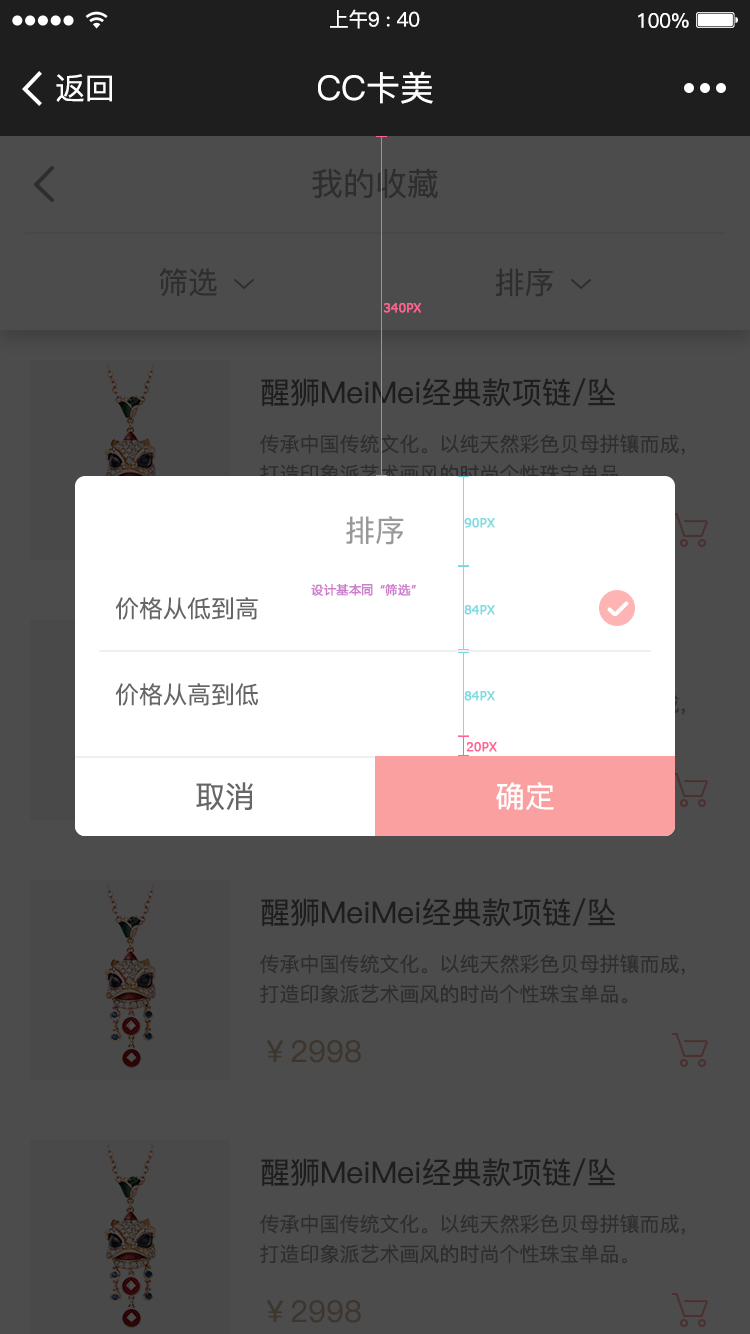 上午9 : 40
100%
返回
CC卡美
我的收藏
筛选
排序
340PX
醒狮MeiMei经典款项链/坠
传承中国传统文化。以纯天然彩色贝母拼镶而成，
打造印象派艺术画风的时尚个性珠宝单品。
排序
90PX
设计基本同“筛选”
价格从低到高
84PX
价格从高到低
84PX
，
20PX
取消
确定
醒狮MeiMei经典款项链/坠
传承中国传统文化。以纯天然彩色贝母拼镶而成，
打造印象派艺术画风的时尚个性珠宝单品。
¥ 2998
醒狮MeiMei经典款项链/坠
传承中国传统文化。以纯天然彩色贝母拼镶而成，
打造印象派艺术画风的时尚个性珠宝单品。
¥ 2998